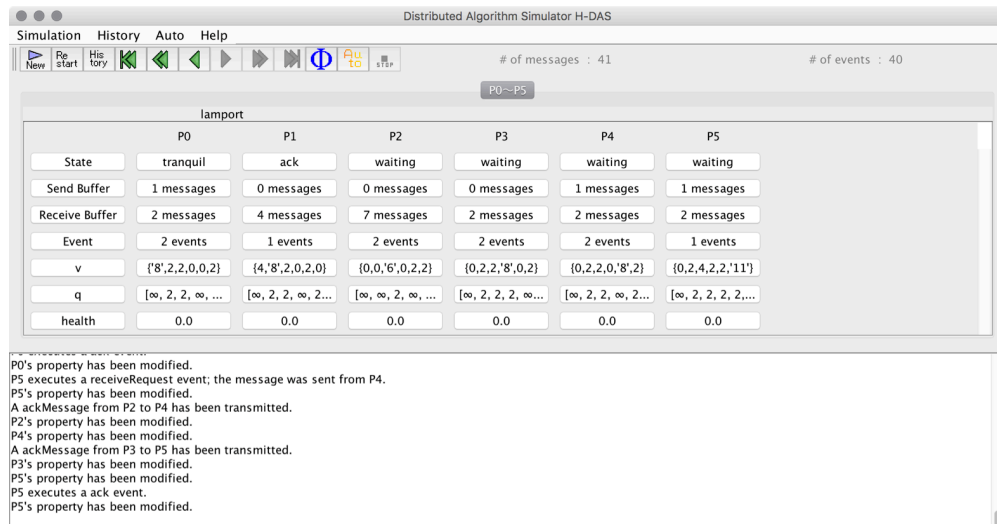 Distributed Algorithm Simulator H-DAS
Simulation History Auto Help
New Re start His tory Φ Au to STOP # of messages : 41 # of events : 40
P0~P5
lamport
P0 P1 P2 P3 P4 P5
State tranquil ack waiting waiting waiting waiting
Send Buffer 1 messages 0 messages 0 messages 0 messages 1 messages 1 messages
Receive Buffer 2 messages 4 messages 7 messages 2 messages 2 messages 2 messages
Event 2 events 1 events 2 events 2 events 2 events 1 events
v {'8',2,2,0,0,2} {4,'8',2,0,2,0} {0,0,'6',0,2,2} {0,2,2,'8',0,2} {0,2,2,0,'8',2} {0,2,4,2,2,'11'}
q [∞, 2, 2, ∞, ... [∞, 2, 2, ∞, 2... [∞, ∞, 2, ∞, ... [∞, 2, 2, 2, ∞... [∞, 2, 2, ∞, 2... [∞, 2, 2, 2, 2,...
health 0.0 0.0 0.0 0.0 0.0 0.0
P0's property has been modified.
P5 executes a receiveRequest event; the message was sent from P4.
P5's property has been modified.
A ackMessage from P2 to P4 has been transmitted.
P2's property has been modified.
P4's property has been modified.
A ackMessage from P3 to P5 has been transmitted.
P3's property has been modified.
P5's property has been modified.
P5 executes a ack event.
P5's property has been modified.